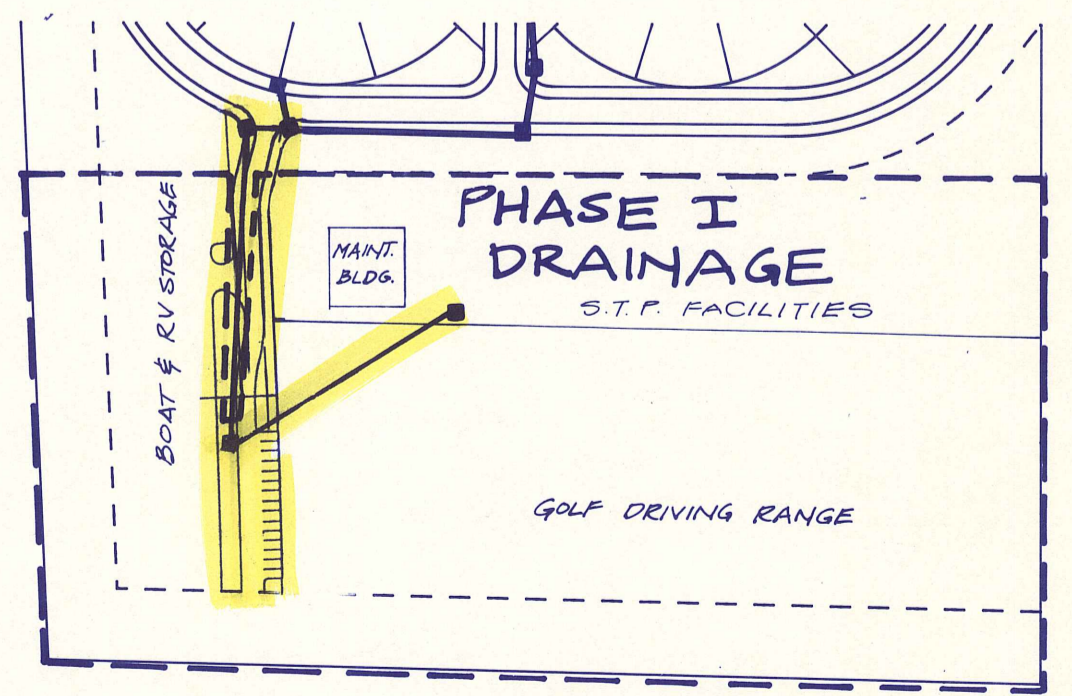 PHASE I
DRAINAGE
S.T.P. FACILITIES
MAINT.
BLDG.
BOAT & RV STORAGE
GOLF DRIVING RANGE